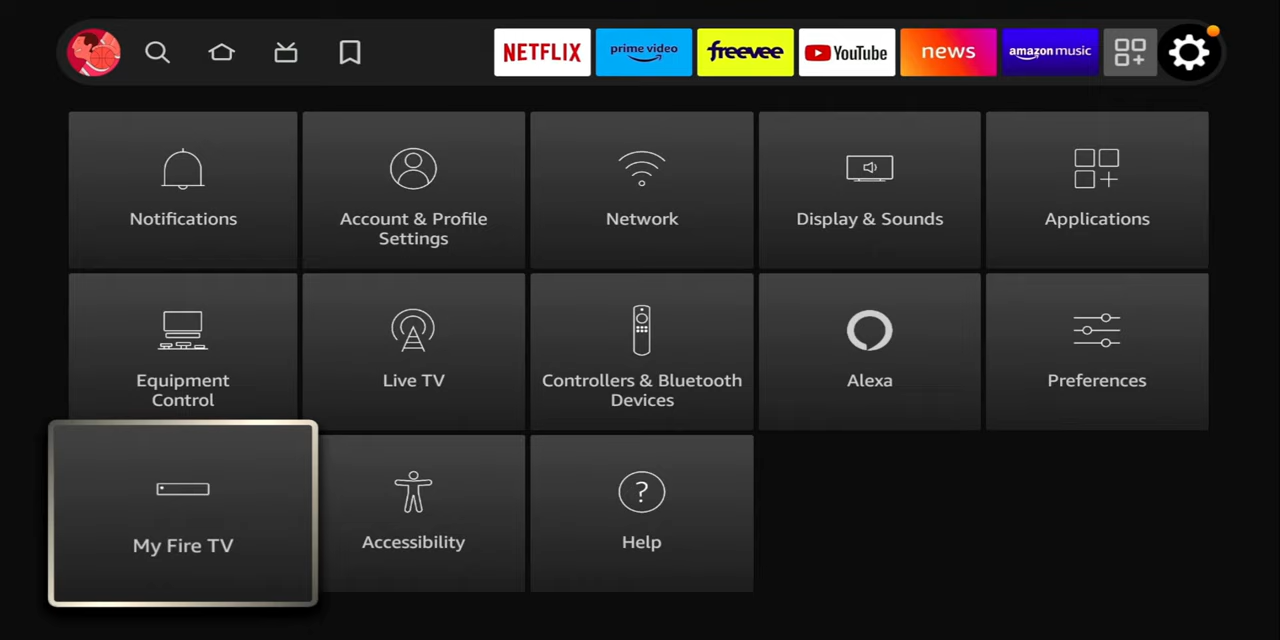 NETFLIX
prime video
freevee
YouTube
news
amazon music
Notifications
Account & Profile
Settings
Network
Display & Sounds
Applications
Equipment
Control
Live TV
Controllers & Bluetooth
Devices
Alexa
Preferences
My Fire TV
Accessibility
?
Help